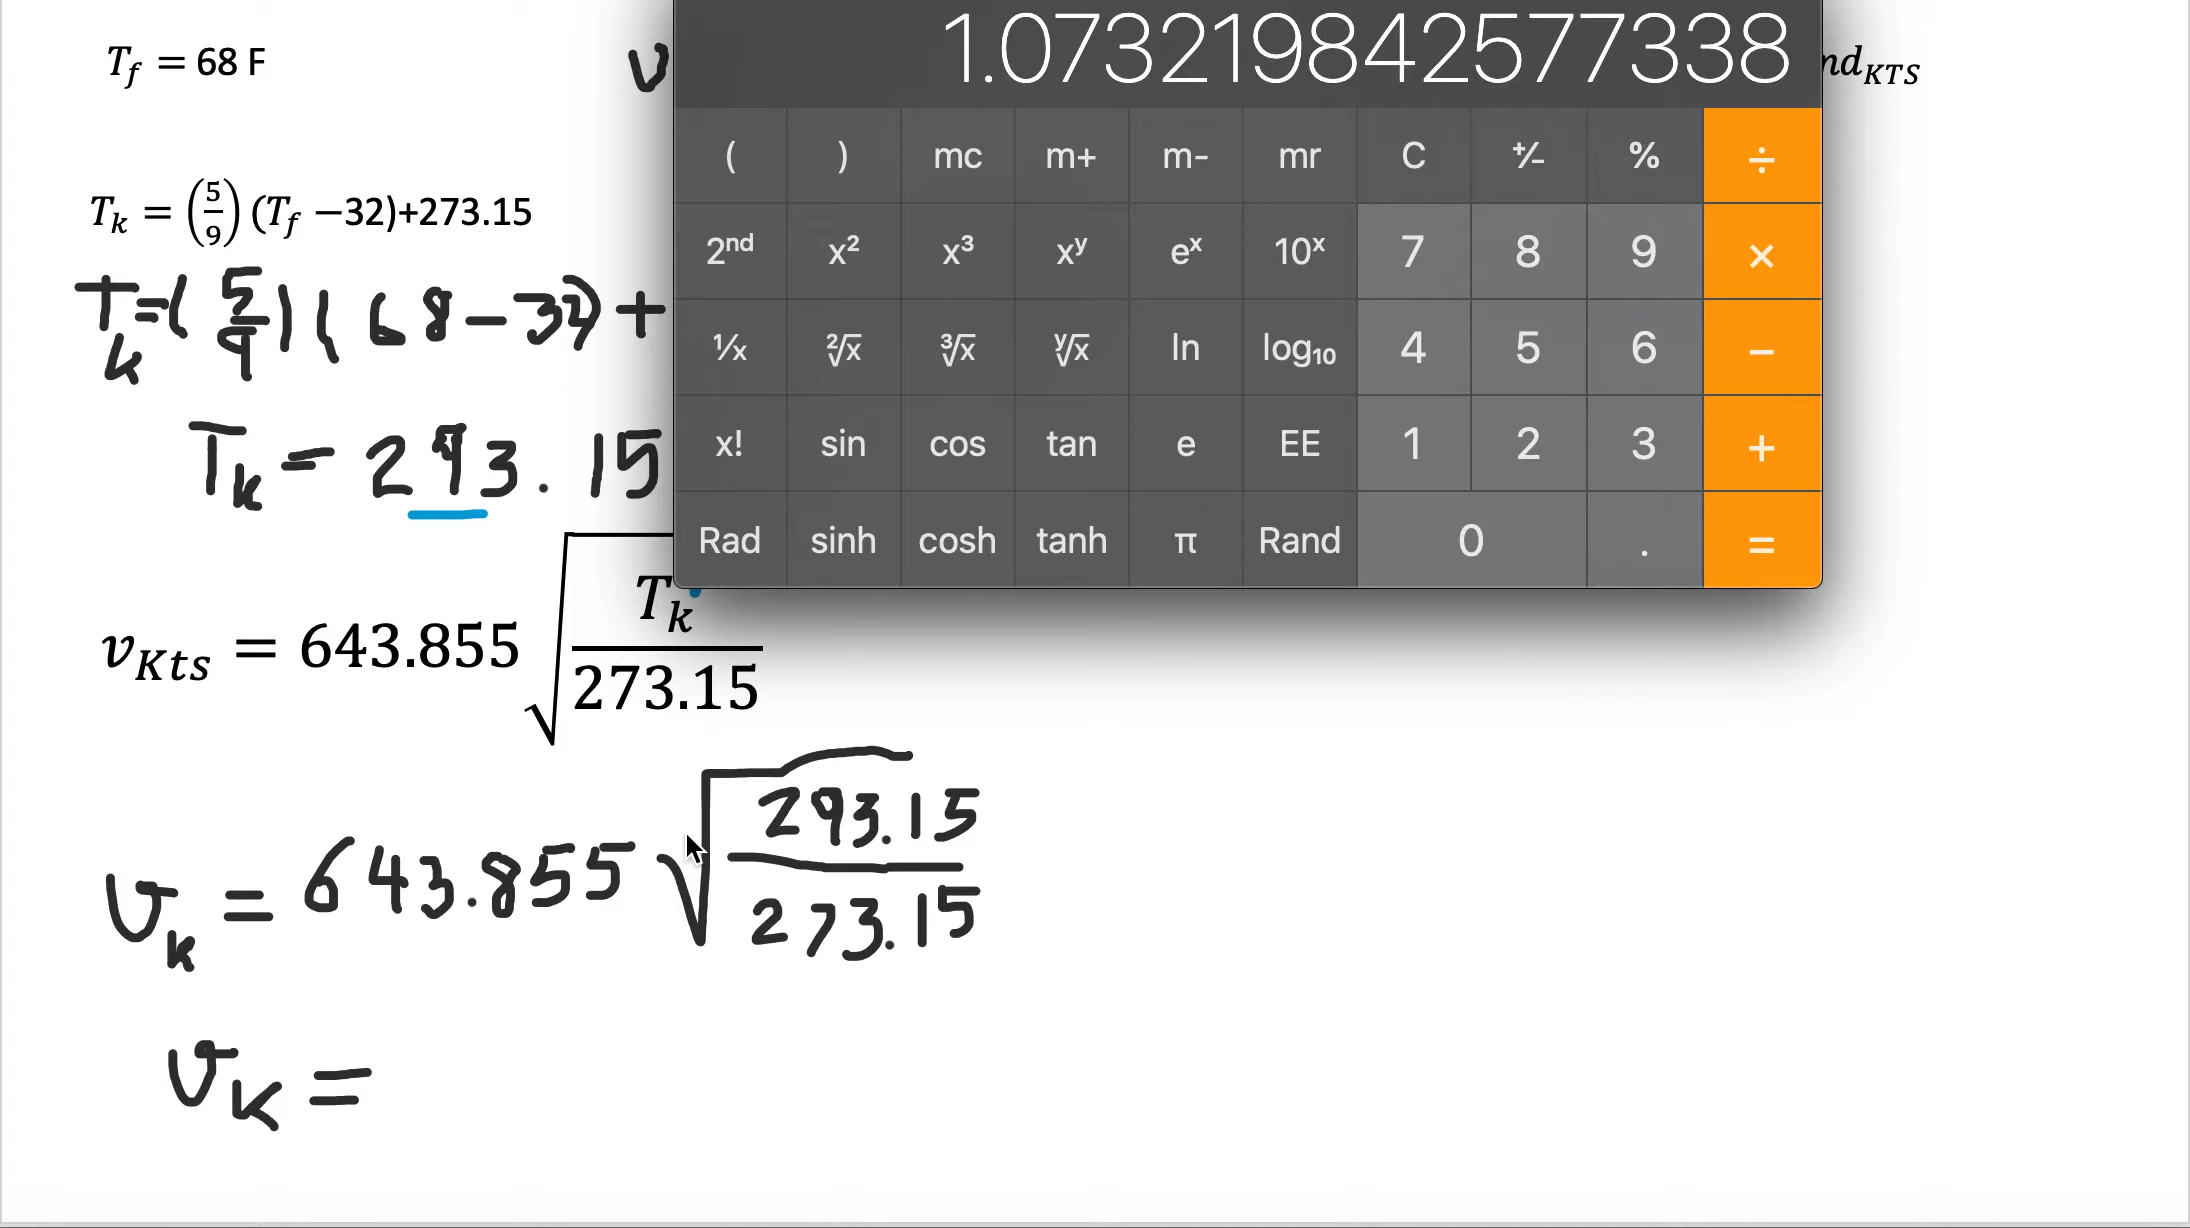 T_f = 68 F
v
nd_KTS
1.0732198425773​38
( ) mc m+ m- mr C +/- % ÷
2nd x² x³ xʸ eˣ 10ˣ 7 8 9 ×
1/x ²√x ³√x ʸ√x ln log₁₀ 4 5 6 −
x! sin cos tan e EE 1 2 3 +
Rad sinh cosh tanh π Rand 0 . =
T_k = (5/9) (T_f −32)+273.15
T_k = (5/9)(68-32)+
T_k = 293.15
v_Kts = 643.855 √(T_k/273.15)
v_k = 643.855 √(293.15/273.15)
v_k =